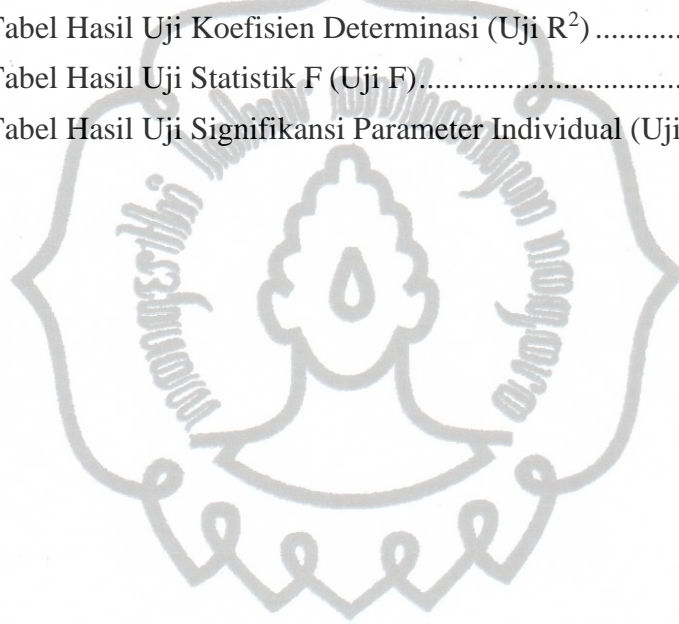 Tabel Hasil Uji Koefisien Determinasi (Uji R²) ............
Tabel Hasil Uji Statistik F (Uji F)....................................
Tabel Hasil Uji Signifikansi Parameter Individual (Uji